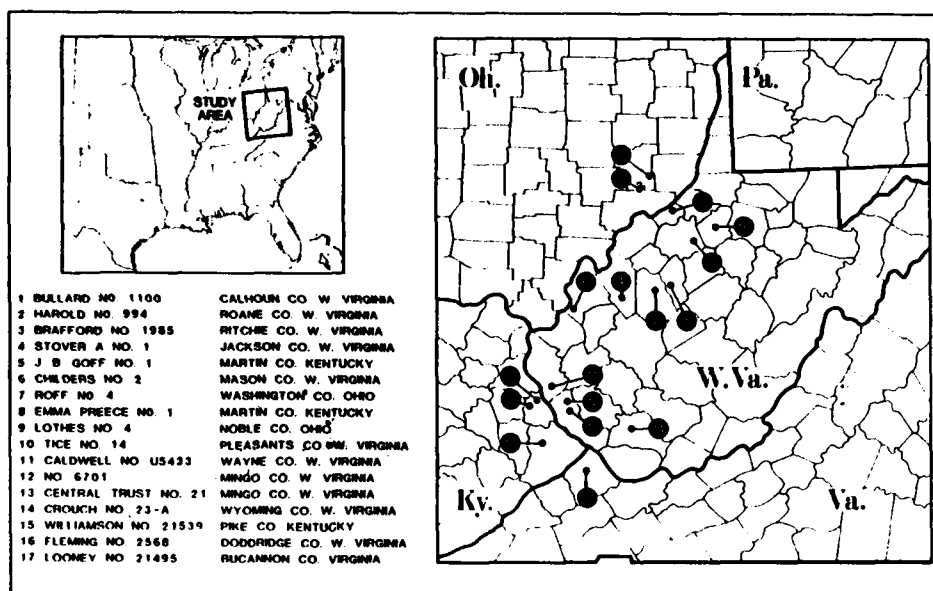 STUDY
AREA
Oh.
Pa.
W.Va.
Ky.
Va.
1 BULLARD NO. 1100 CALHOUN CO. W. VIRGINIA
2 HAROLD NO. 994 ROANE CO. W. VIRGINIA
3 BRAFFORD NO. 1985 RITCHIE CO. W. VIRGINIA
4 STOVER A NO. 1 JACKSON CO. W. VIRGINIA
5 J B GOFF NO. 1 MARTIN CO. KENTUCKY
6 CHILDERS NO 2 MASON CO. W. VIRGINIA
7 ROFF NO 4 WASHINGTON CO. OHIO
8 EMMA PREECE NO. 1 MARTIN CO. KENTUCKY
9 LOTHES NO 4 NOBLE CO. OHIO
10 TICE NO. 14 PLEASANTS CO. W. VIRGINIA
11 CALDWELL NO U5433 WAYNE CO. W. VIRGINIA
12 NO 6701 MINGO CO W VIRGINIA
13 CENTRAL TRUST NO. 21 MINGO CO. W. VIRGINIA
14 CROUCH NO. 23-A WYOMING CO. W. VIRGINIA
15 WILLIAMSON NO 21539 PIKE CO KENTUCKY
16 FLEMING NO 2568 DODDRIDGE CO. W. VIRGINIA
17 LOONEY NO 21495 BUCANNON CO. VIRGINIA